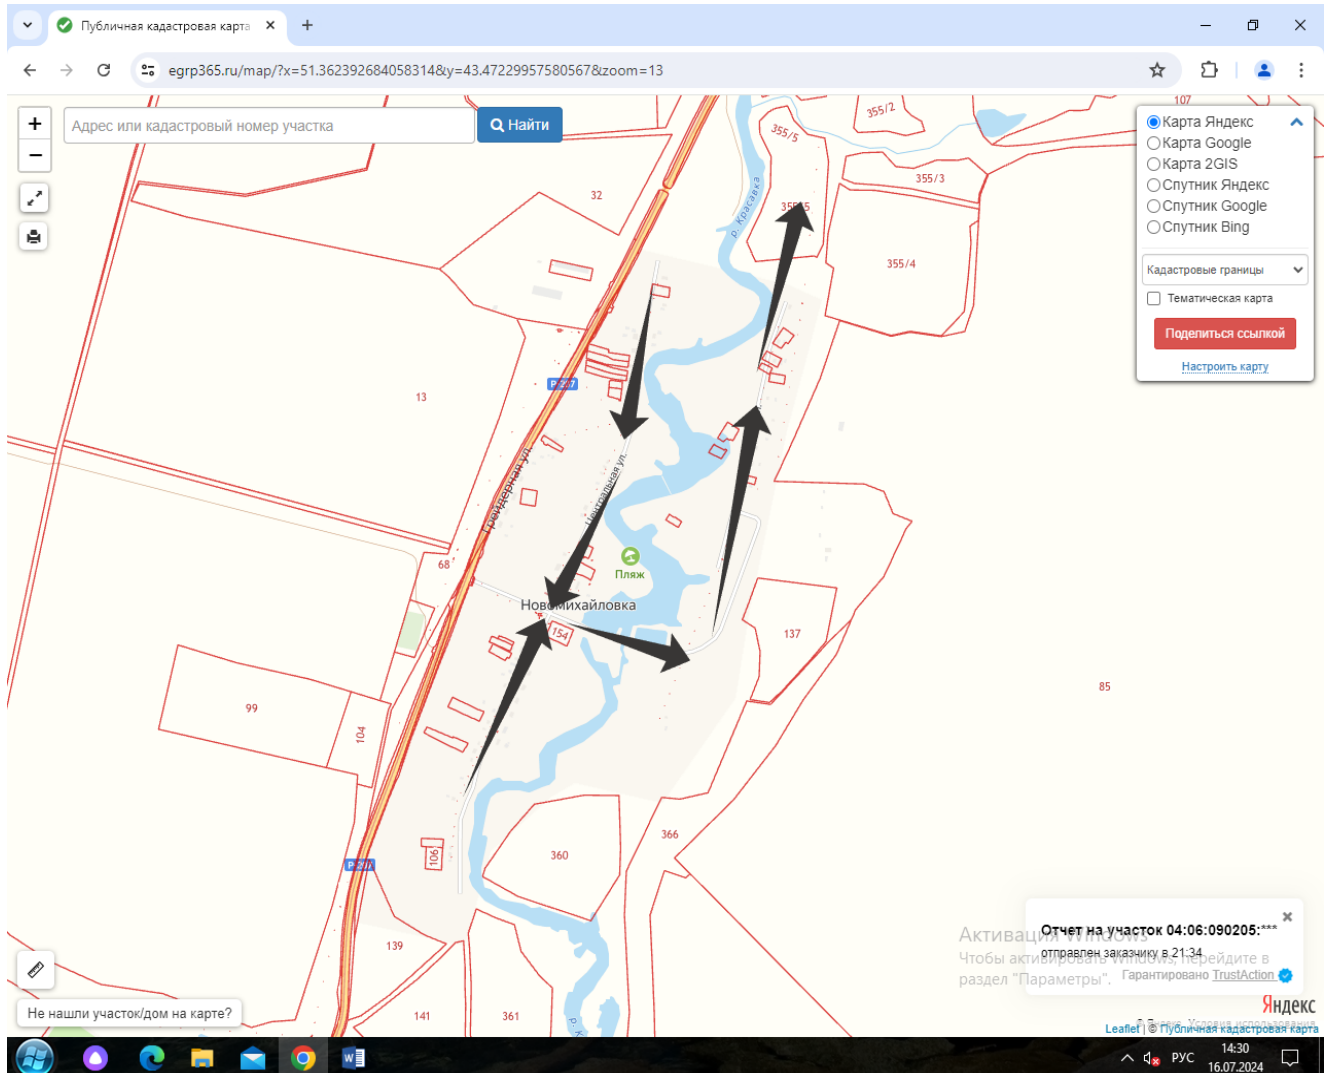 Публичная кадастровая карта
egrp365.ru/map/?x=51.362392684058314&y=43.47229957580567&zoom=13
+
Адрес или кадастровый номер участка
Найти
−
Карта Яндекс
Карта Google
Карта 2GIS
Спутник Яндекс
Спутник Google
Спутник Bing
Кадастровые границы
Тематическая карта
Поделиться ссылкой
Настроить карту
107
355/2
355/5
355/3
32
р. Красавка
355/4
13
Грейдерная ул.
Центральная ул.
68
Пляж
Новомихайловка
154
137
85
99
104
366
360
106
139
141
361
Отчет на участок 04:06:090205:***
отправлен заказчику в 21:34
Гарантировано TrustAction
Активация Windows
Чтобы активировать Windows, перейдите в
раздел "Параметры".
Не нашли участок/дом на карте?
Яндекс
Условия использования
Leaflet | © Публичная кадастровая карта
РУС
14:30
16.07.2024